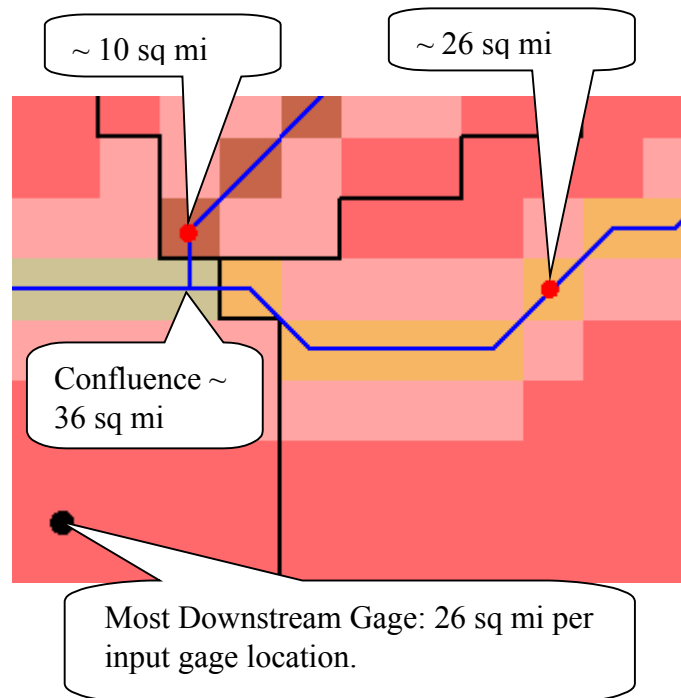 ~ 10 sq mi
~ 26 sq mi
Confluence ~
36 sq mi
Most Downstream Gage: 26 sq mi per
input gage location.